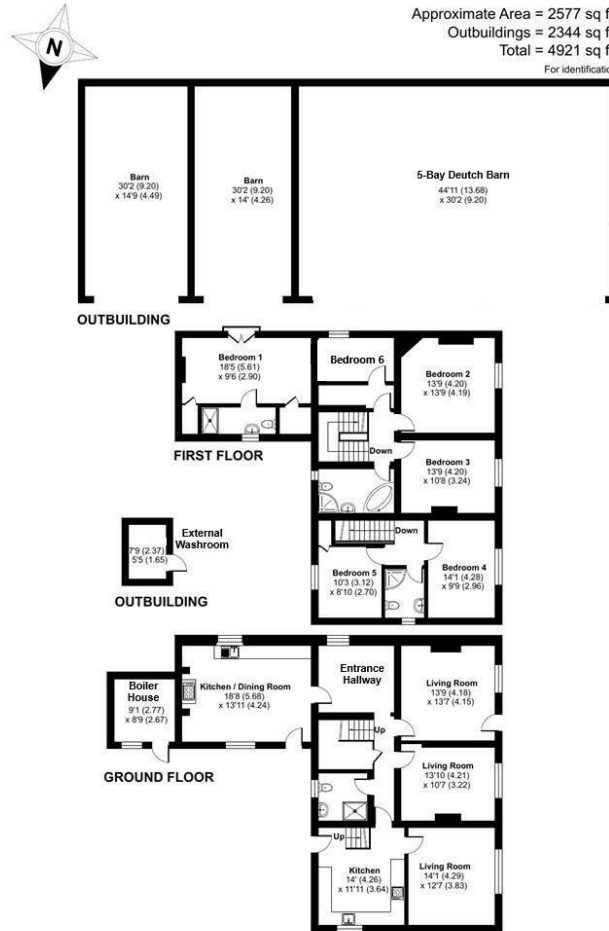 Approximate Area = 2577 sq f
Outbuildings = 2344 sq f
Total = 4921 sq f
For identificatio
N
Barn
30'2 (9.20)
x 14'9 (4.49)
Barn
30'2 (9.20)
x 14' (4.26)
5-Bay Deutch Barn
44'11 (13.68)
x 30'2 (9.20)
OUTBUILDING
Bedroom 1
18'5 (5.61)
x 9'6 (2.90)
Bedroom 6
Bedroom 2
13'9 (4.20)
x 13'9 (4.19)
Down
Bedroom 3
13'9 (4.20)
x 10'8 (3.24)
FIRST FLOOR
External
Washroom
7'9 (2.37)
5'5 (1.65)
OUTBUILDING
Down
Bedroom 5
10'3 (3.12)
x 8'10 (2.70)
Bedroom 4
14'1 (4.28)
x 9'9 (2.96)
Boiler
House
9'1 (2.77)
x 8'9 (2.67)
Kitchen / Dining Room
18'8 (5.68)
x 13'11 (4.24)
Entrance
Hallway
Living Room
13'9 (4.18)
x 13'7 (4.15)
Up
GROUND FLOOR
Living Room
13'10 (4.21)
x 10'7 (3.22)
Up
Kitchen
14' (4.26)
x 11'11 (3.64)
Living Room
14'1 (4.29)
x 12'7 (3.83)